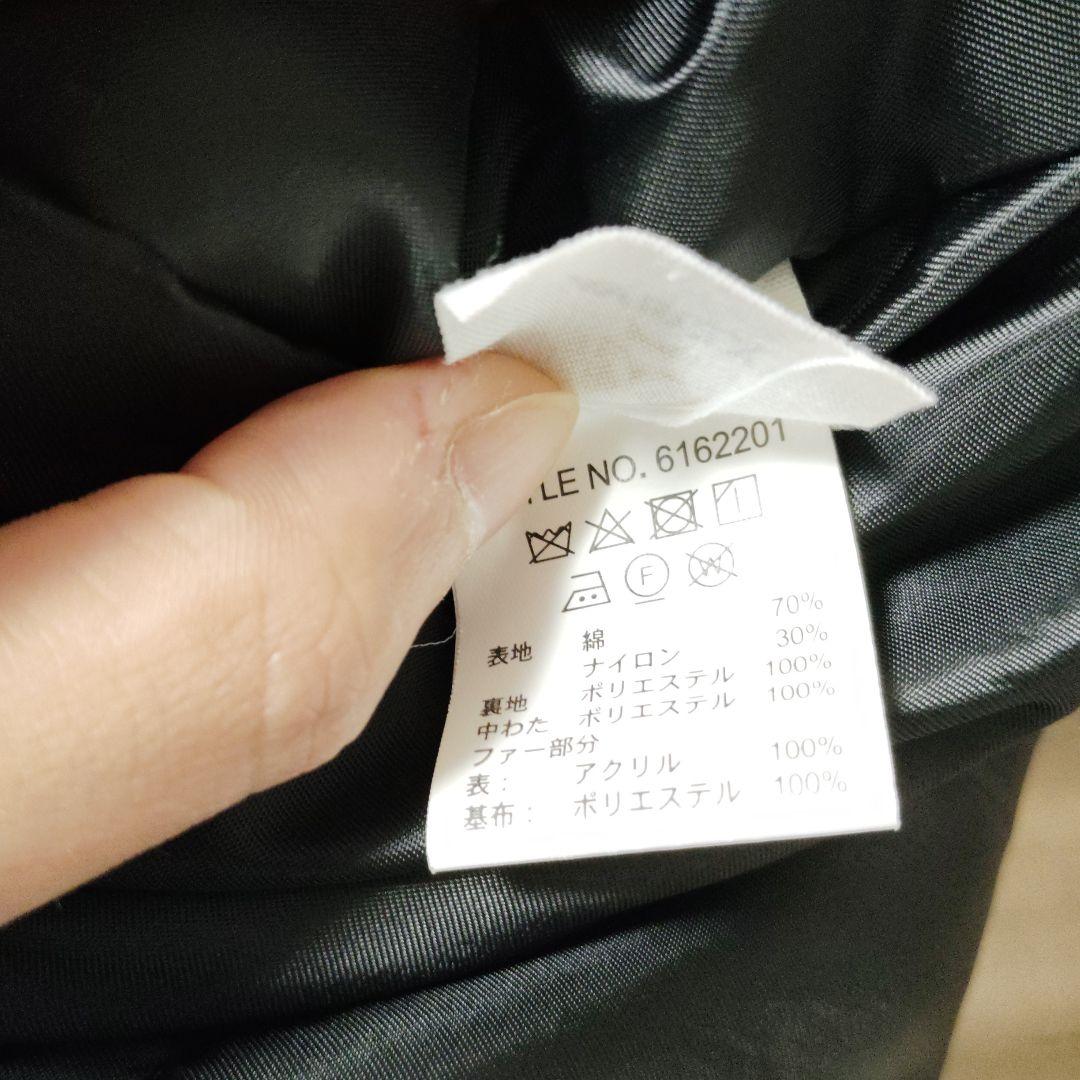 TLE NO. 6162201
F W
表地 綿 70%
ナイロン 30%
裏地 ポリエステル 100%
中わた ポリエステル 100%
ファー部分
表： アクリル 100%
基布： ポリエステル 100%